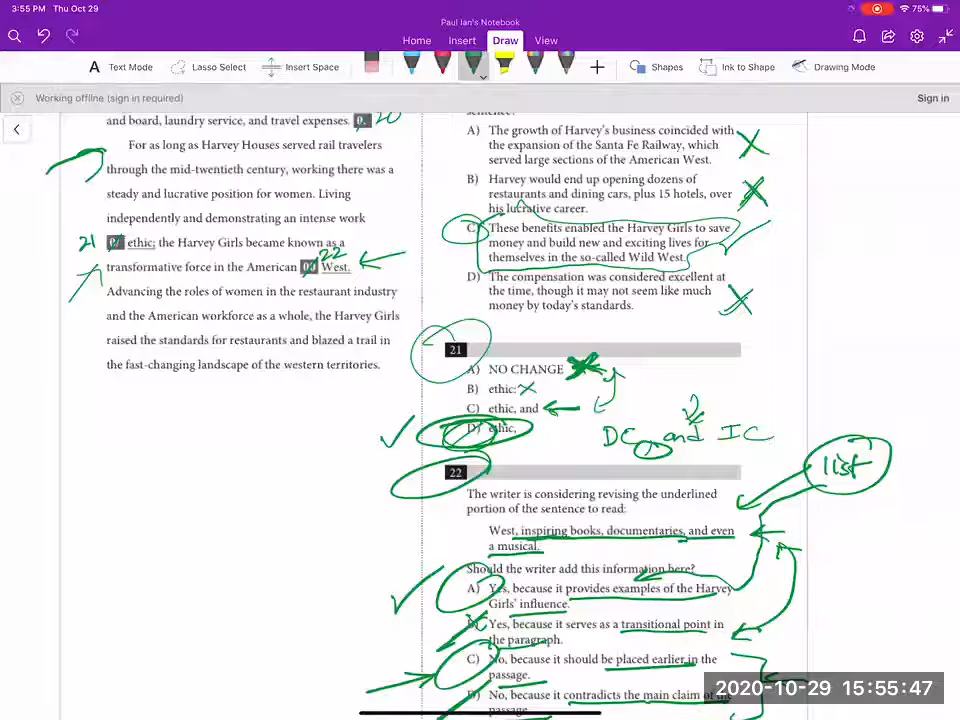 3:55 PM Thu Oct 29
75%
Paul Ian's Notebook
Home Insert Draw View
Text Mode Lasso Select Insert Space Shapes Ink to Shape Drawing Mode
Working offline (sign in required) Sign in
and board, laundry service, and travel expenses. 20
For as long as Harvey Houses served rail travelers
through the mid-twentieth century, working there was a
steady and lucrative position for women. Living
independently and demonstrating an intense work
21 ethic; the Harvey Girls became known as a
22
transformative force in the American West.
Advancing the roles of women in the restaurant industry
and the American workforce as a whole, the Harvey Girls
raised the standards for restaurants and blazed a trail in
the fast-changing landscape of the western territories.
sentence?
A) The growth of Harvey's business coincided with
the expansion of the Santa Fe Railway, which
served large sections of the American West.
B) Harvey would end up opening dozens of
restaurants and dining cars, plus 15 hotels, over
his lucrative career.
C) These benefits enabled the Harvey Girls to save
money and build new and exciting lives for
themselves in the so-called Wild West.
D) The compensation was considered excellent at
the time, though it may not seem like much
money by today's standards.
21
A) NO CHANGE
B) ethic:
C) ethic, and
D) ethic,
DC, and IC
list
22
The writer is considering revising the underlined
portion of the sentence to read:
West, inspiring books, documentaries, and even
a musical.
Should the writer add this information here?
A) Yes, because it provides examples of the Harvey
Girls' influence.
B) Yes, because it serves as a transitional point in
the paragraph.
C) No, because it should be placed earlier in the
passage.
D) No, because it contradicts the main claim of the
passage.
2020-10-29 15:55:47